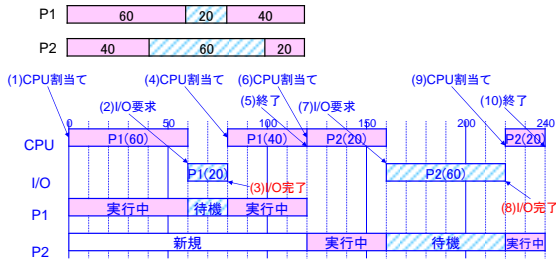 P1 60 20 40
P2 40 60 20
(1)CPU割当て (4)CPU割当て (6)CPU割当て (9)CPU割当て
(2)I/O要求 (5)終了 (7)I/O要求 (10)終了
0 50 100 150 200 240
CPU P1(60) P1(40) P2(20) P2(20)
I/O P1(20) (3)I/O完了 P2(60)
P1 実行中 待機 実行中 (8)I/O完了
P2 新規 実行中 待機 実行中